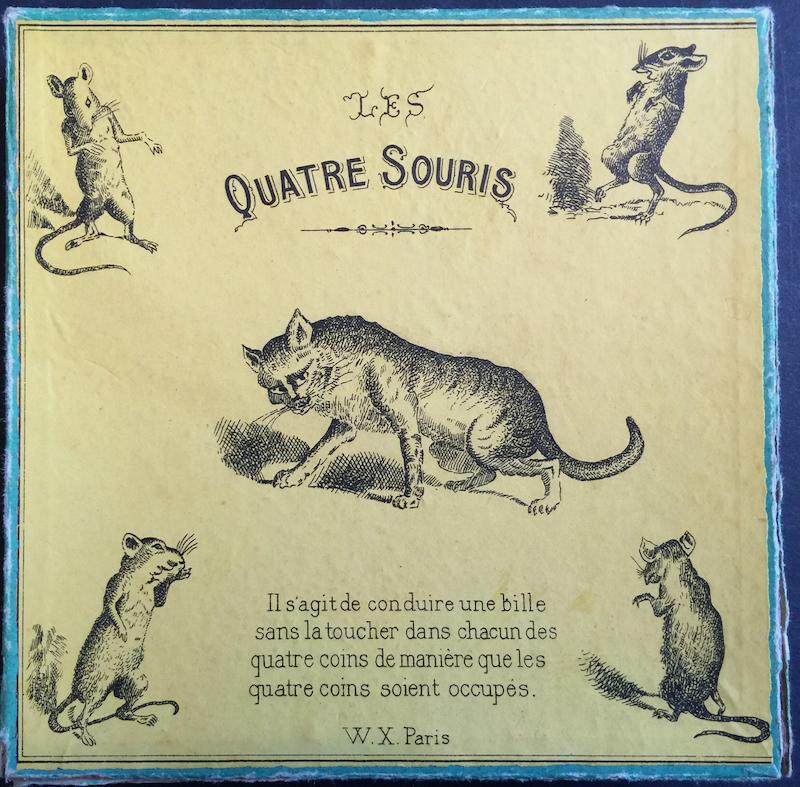 LES
QUATRE SOURIS
Il s'agit de conduire une bille
sans la toucher dans chacun des
quatre coins de manière que les
quatre coins soient occupés.
W. X. Paris